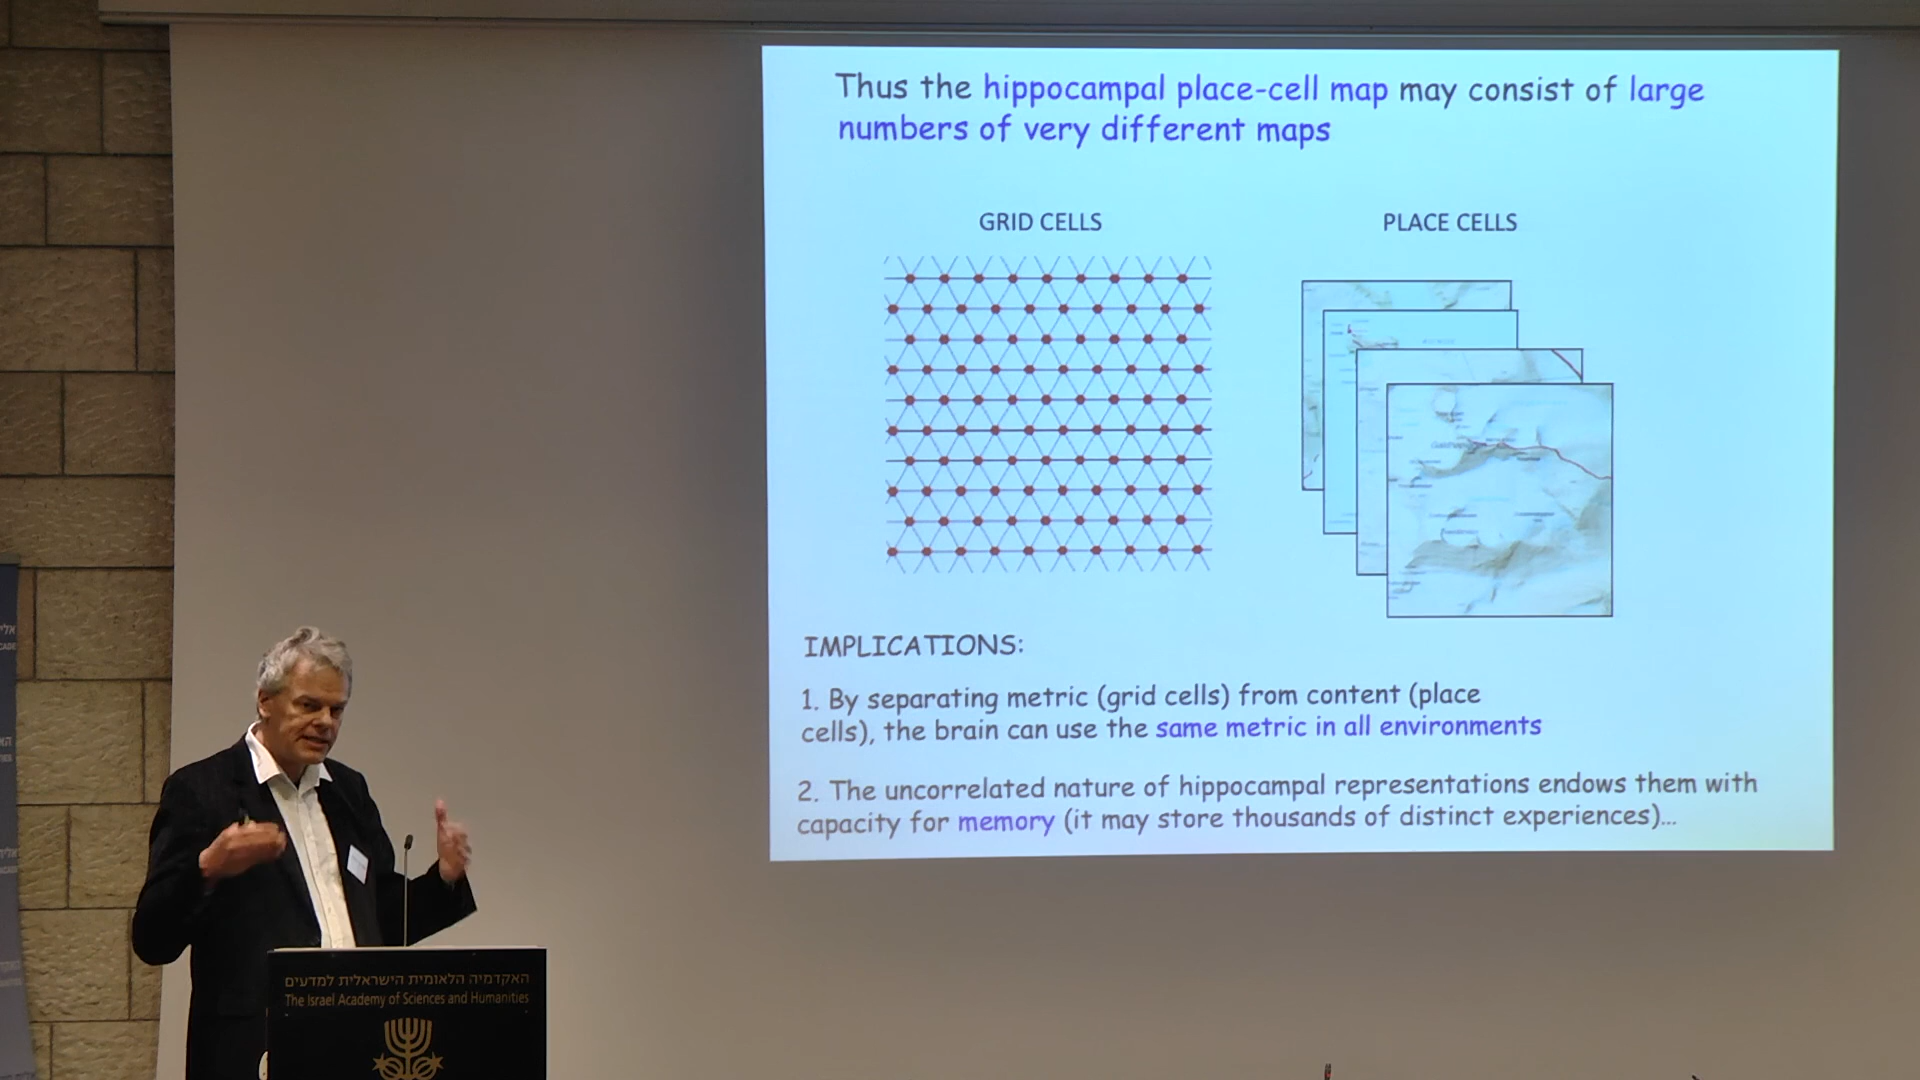 Thus the hippocampal place-cell map may consist of large
numbers of very different maps
GRID CELLS
PLACE CELLS
IMPLICATIONS:
1. By separating metric (grid cells) from content (place
cells), the brain can use the same metric in all environments
2. The uncorrelated nature of hippocampal representations endows them with
capacity for memory (it may store thousands of distinct experiences)...
האקדמיה הלאומית הישראלית למדעים
The Israel Academy of Sciences and Humanities